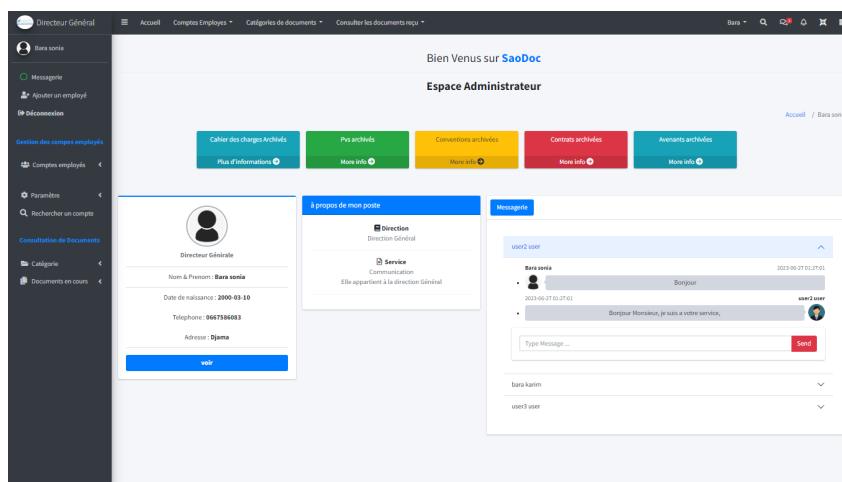 Directeur Général
Accueil Comptes Employes Catégories de documents Consulter les documents reçu
Bara
Bara sonia
Messagerie
Ajouter un employé
Déconnexion
Gestion des compes employés
Comptes employés
Paramètre
Rechercher un compte
Consultation de Documents
Catégorie
Documents en cours
Bien Venus sur SaoDoc
Espace Administrateur
Accueil / Bara son
Cahier des charges Archivés
Plus d'informations
Pvs archivés
More info
Conventions archivées
More info
Contrats archivées
More info
Avenants archivées
More info
Directeur Génirale
Nom & Prenom : Bara sonia
Date de naissance : 2000-03-10
Telephone : 0667586083
Adresse : Djama
voir
à propos de mon poste
Direction
Direction Général
Service
Communication
Elle appartient à la direction Général
Messagerie
user2 user
Bara sonia 2023-06-27 01:27:01
Bonjour
2023-06-27 01:27:01 user2 user
Bonjour Monsieur, je suis a votre service,
Type Message ...
Send
bara karim
user3 user